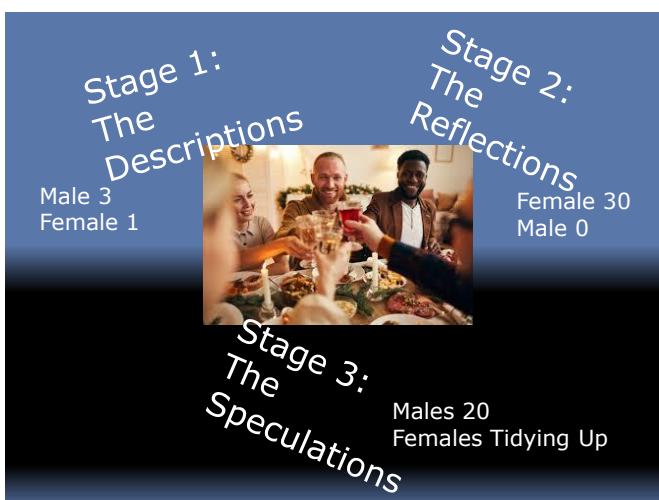 Stage 1:
The
Descriptions
Male 3
Female 1
Stage 2:
The
Reflections
Female 30
Male 0
Stage 3:
The
Speculations
Males 20
Females Tidying Up